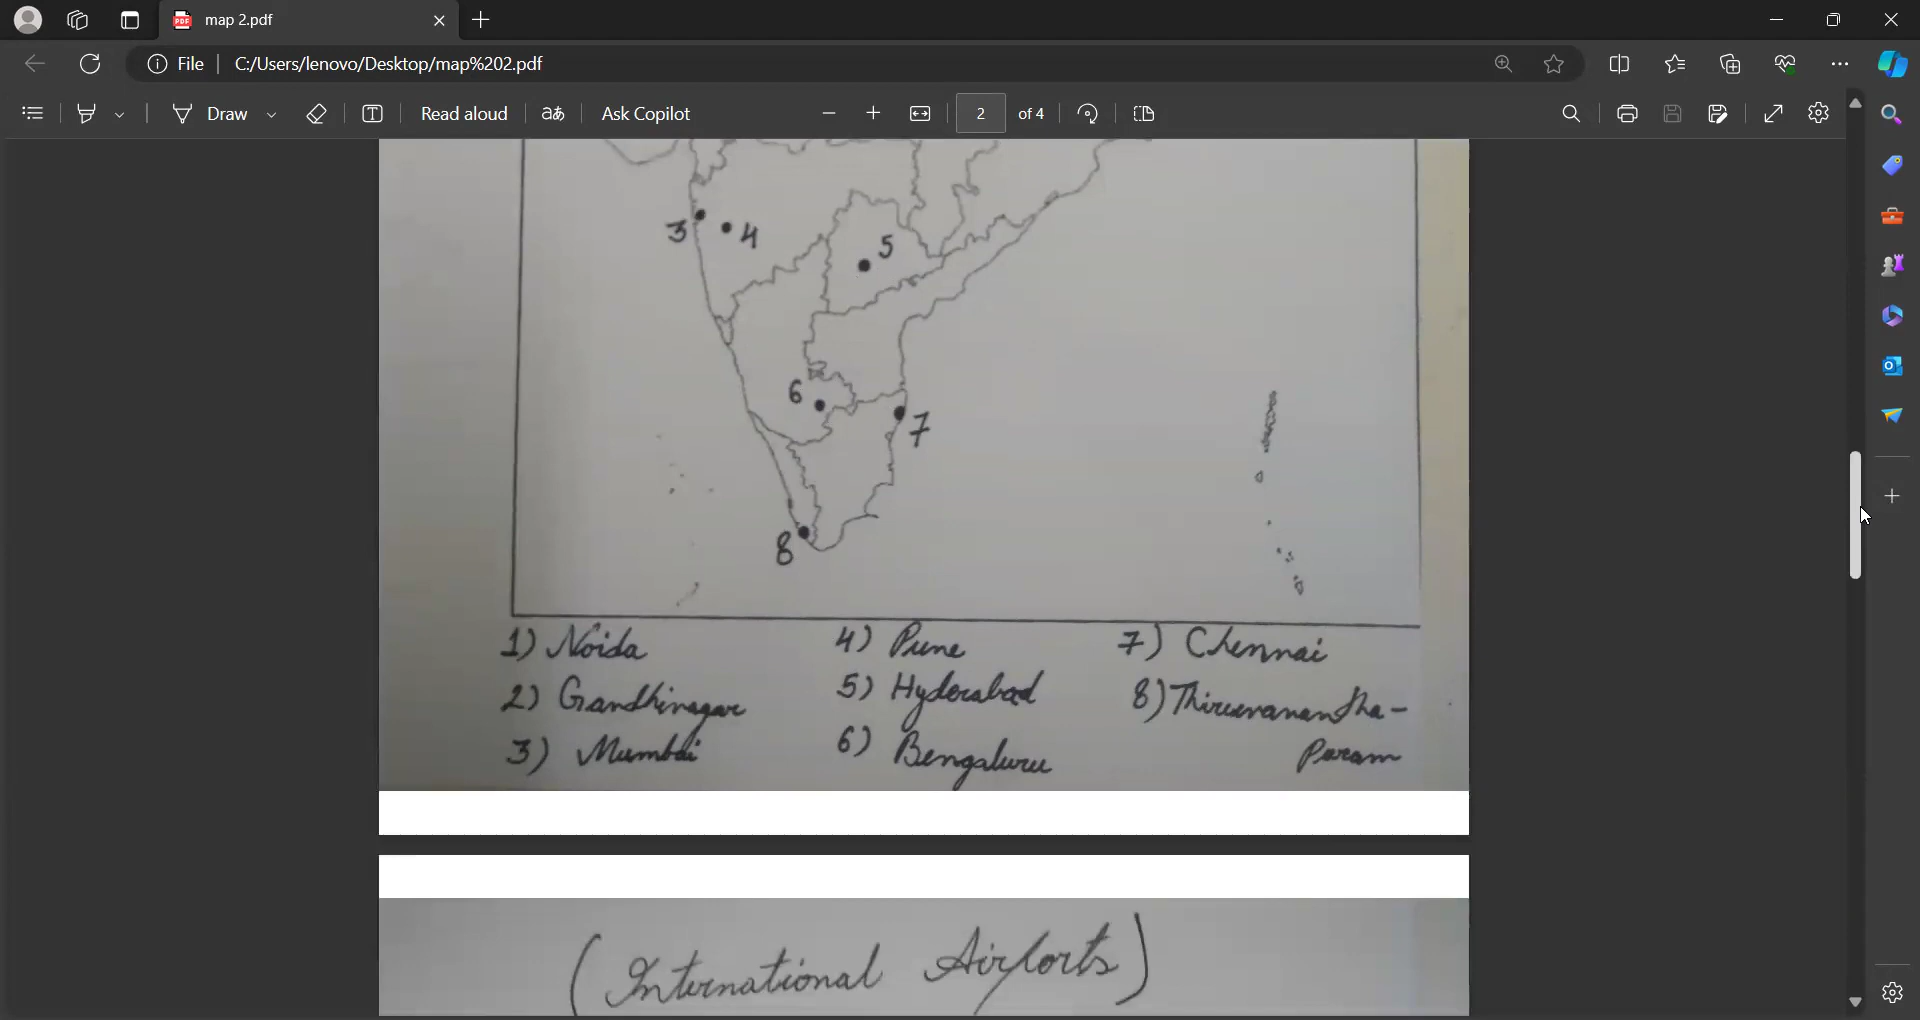 map 2.pdf
File
C:/Users/lenovo/Desktop/map%202.pdf
Draw
Read aloud
aあ
Ask Copilot
2
of 4
3
4
5
6
7
8
1) Noida
4) Pune
7) Chennai
2) Gandhinagar
5) Hyderabad
8) Thiruvanantha-
3) Mumbai
6) Bengaluru
Puram
(International Airports)